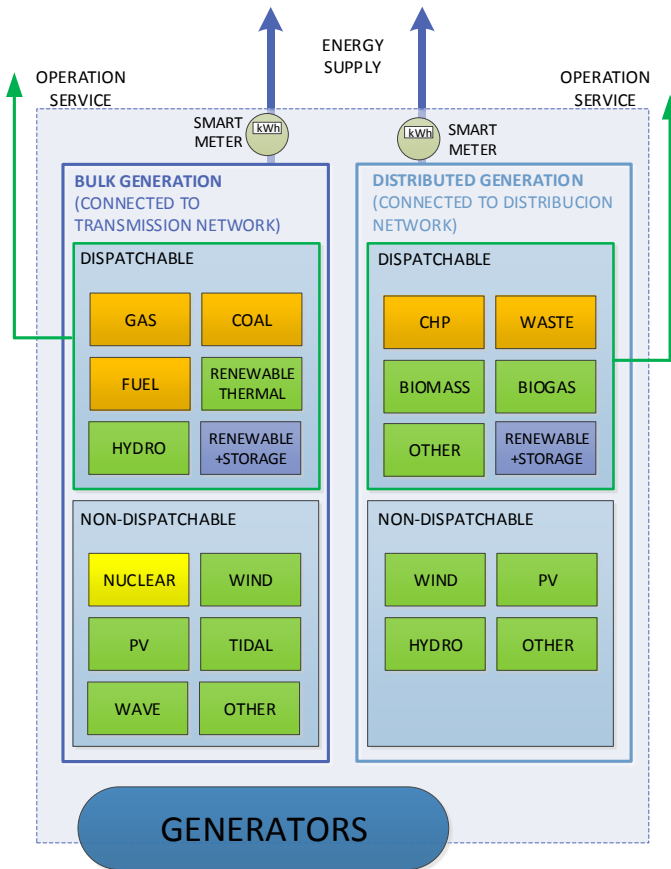 ENERGY
SUPPLY
OPERATION
SERVICE
OPERATION
SERVICE
SMART
METER
kWh
kWh
SMART
METER
BULK GENERATION
(CONNECTED TO
TRANSMISSION NETWORK)
DISPATCHABLE
GAS
COAL
FUEL
RENEWABLE
THERMAL
HYDRO
RENEWABLE
+STORAGE
NON-DISPATCHABLE
NUCLEAR
WIND
PV
TIDAL
WAVE
OTHER
DISTRIBUTED GENERATION
(CONNECTED TO DISTRIBUCION
NETWORK)
DISPATCHABLE
CHP
WASTE
BIOMASS
BIOGAS
OTHER
RENEWABLE
+STORAGE
NON-DISPATCHABLE
WIND
PV
HYDRO
OTHER
GENERATORS